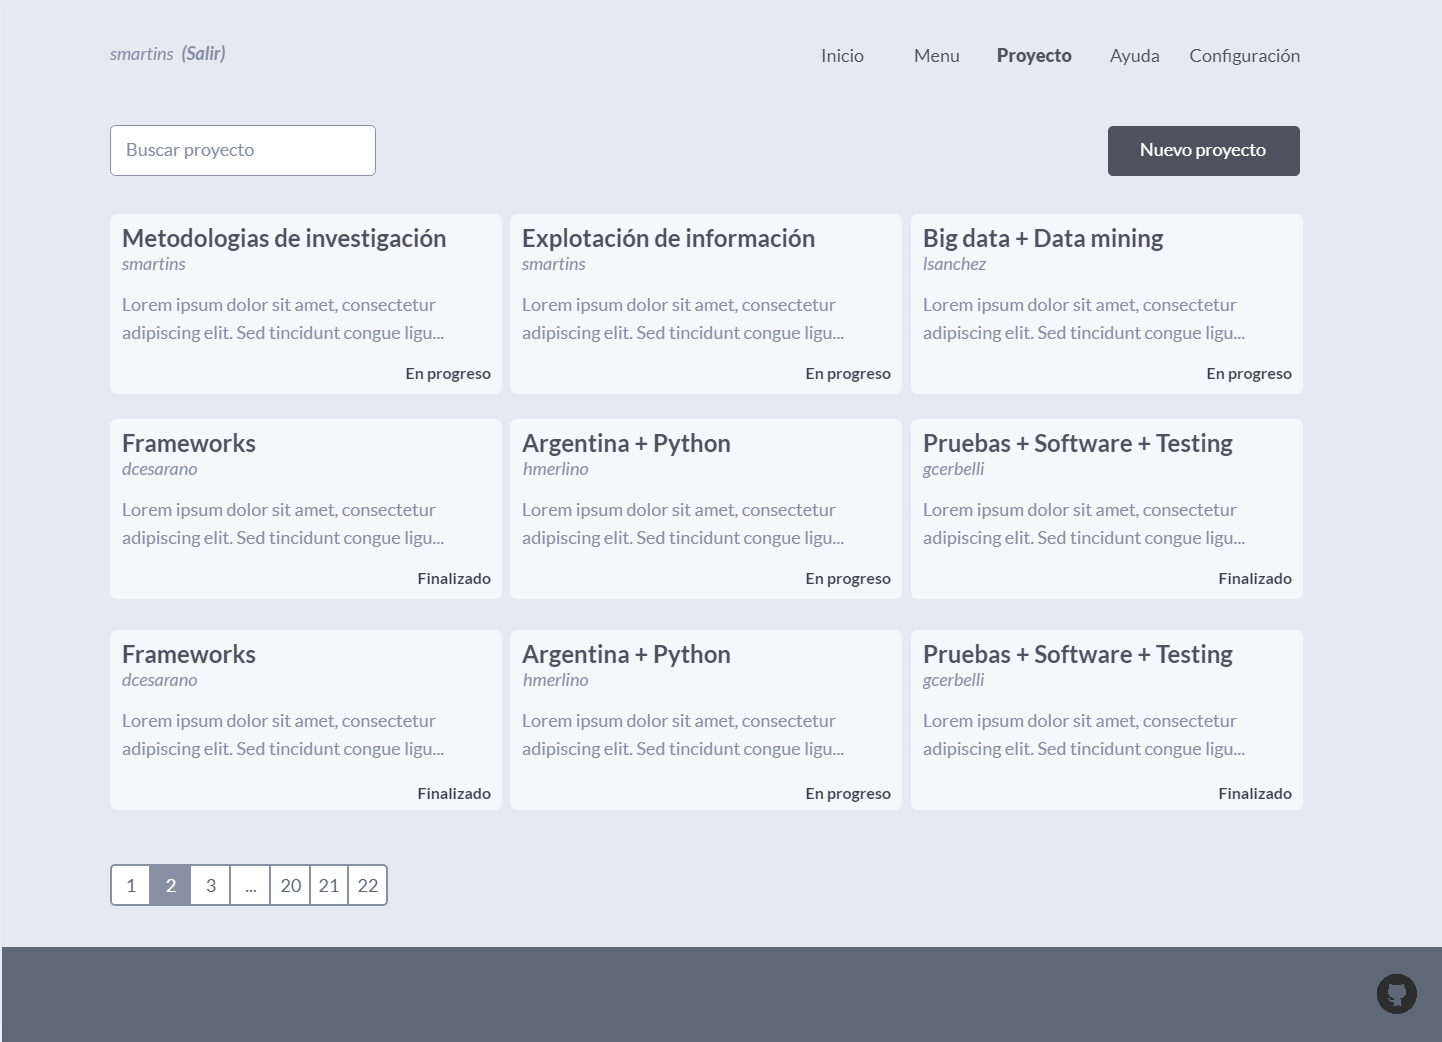 smartins (Salir)
Inicio Menu Proyecto Ayuda Configuración
Buscar proyecto
Nuevo proyecto
Metodologias de investigación
smartins
Lorem ipsum dolor sit amet, consectetur
adipiscing elit. Sed tincidunt congue ligu...
En progreso
Explotación de información
smartins
Lorem ipsum dolor sit amet, consectetur
adipiscing elit. Sed tincidunt congue ligu...
En progreso
Big data + Data mining
lsanchez
Lorem ipsum dolor sit amet, consectetur
adipiscing elit. Sed tincidunt congue ligu...
En progreso
Frameworks
dcesarano
Lorem ipsum dolor sit amet, consectetur
adipiscing elit. Sed tincidunt congue ligu...
Finalizado
Argentina + Python
hmerlino
Lorem ipsum dolor sit amet, consectetur
adipiscing elit. Sed tincidunt congue ligu...
En progreso
Pruebas + Software + Testing
gcerbelli
Lorem ipsum dolor sit amet, consectetur
adipiscing elit. Sed tincidunt congue ligu...
Finalizado
Frameworks
dcesarano
Lorem ipsum dolor sit amet, consectetur
adipiscing elit. Sed tincidunt congue ligu...
Finalizado
Argentina + Python
hmerlino
Lorem ipsum dolor sit amet, consectetur
adipiscing elit. Sed tincidunt congue ligu...
En progreso
Pruebas + Software + Testing
gcerbelli
Lorem ipsum dolor sit amet, consectetur
adipiscing elit. Sed tincidunt congue ligu...
Finalizado
1 2 3 ... 20 21 22